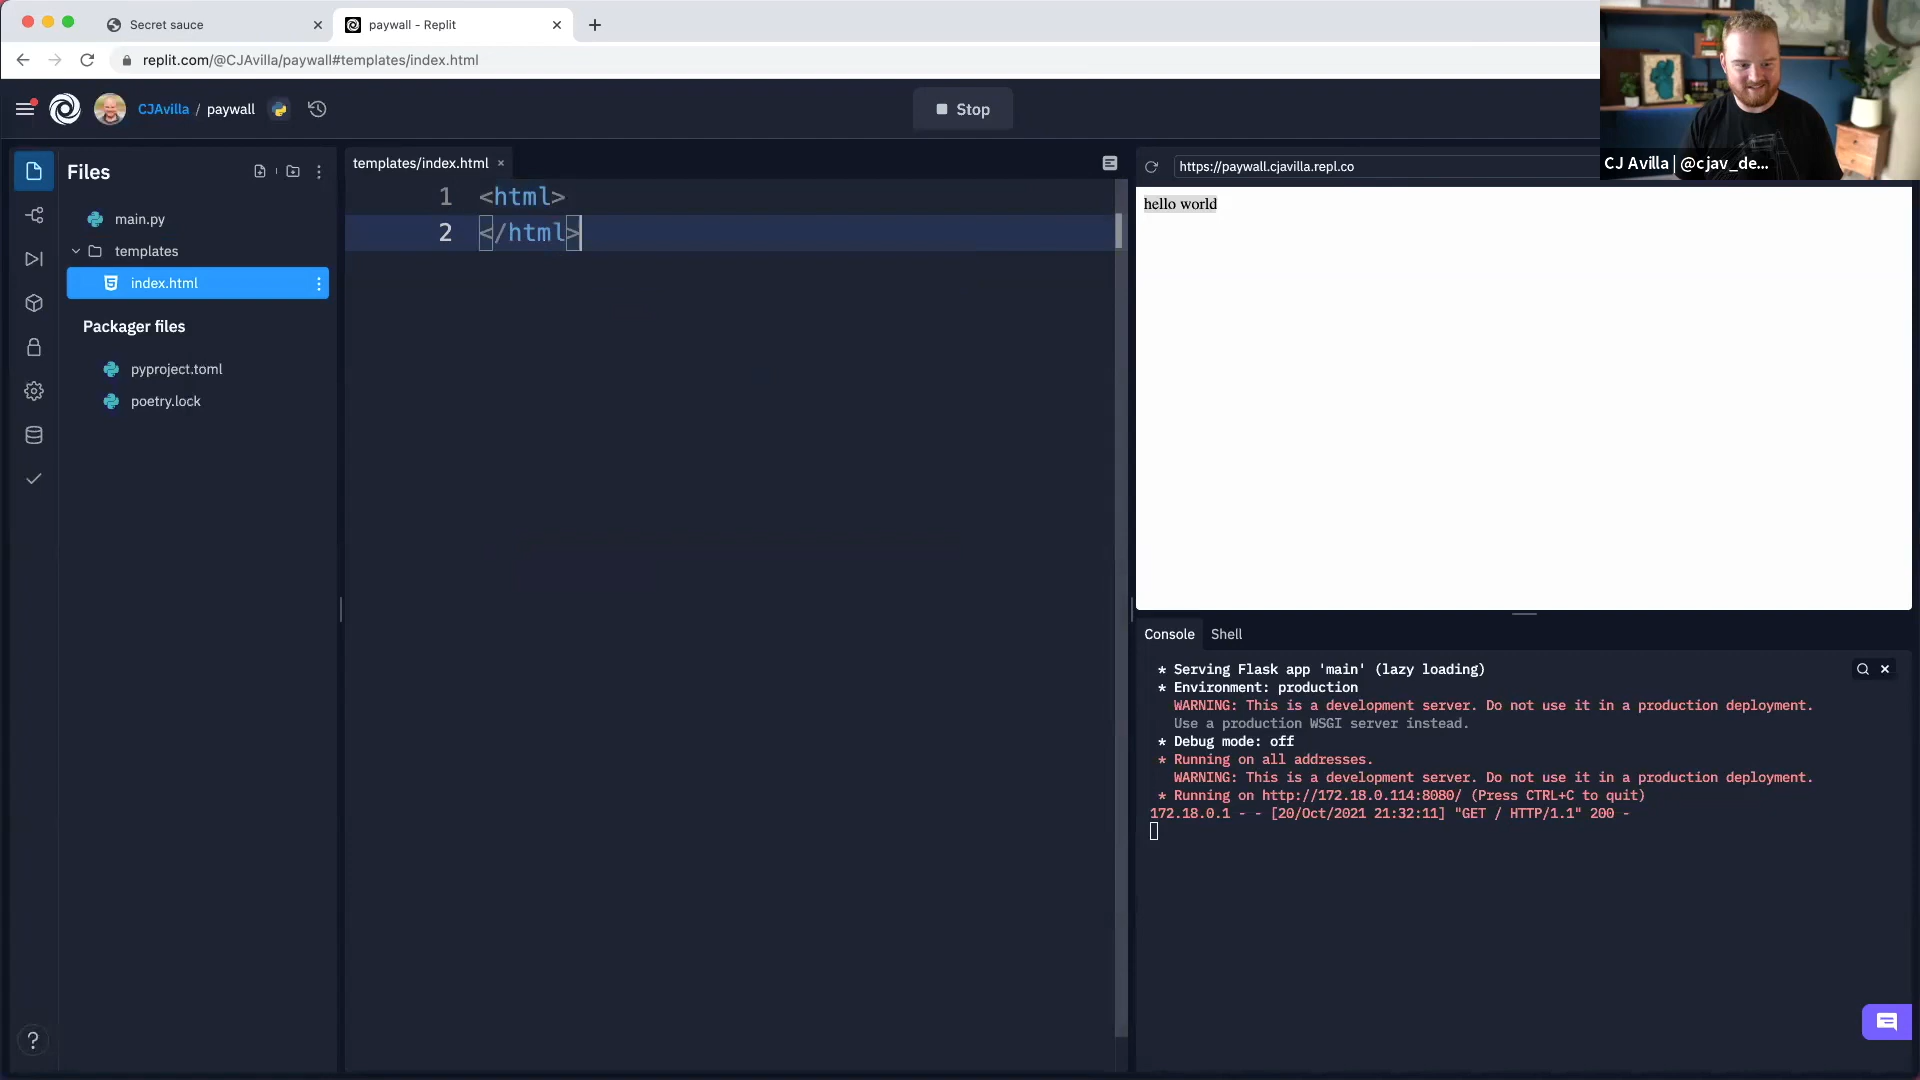 Secret sauce
paywall - Replit
replit.com/@CJAvilla/paywall#templates/index.html
CJAvilla / paywall
Stop
CJ Avilla | @cjav_de...
Files
main.py
templates
index.html
Packager files
pyproject.toml
poetry.lock
templates/index.html
1 <html>
2 </html>
https://paywall.cjavilla.repl.co
hello world
Console Shell
* Serving Flask app 'main' (lazy loading)
* Environment: production
WARNING: This is a development server. Do not use it in a production deployment.
Use a production WSGI server instead.
* Debug mode: off
* Running on all addresses.
WARNING: This is a development server. Do not use it in a production deployment.
* Running on http://172.18.0.114:8080/ (Press CTRL+C to quit)
172.18.0.1 - - [20/Oct/2021 21:32:11] "GET / HTTP/1.1" 200 -